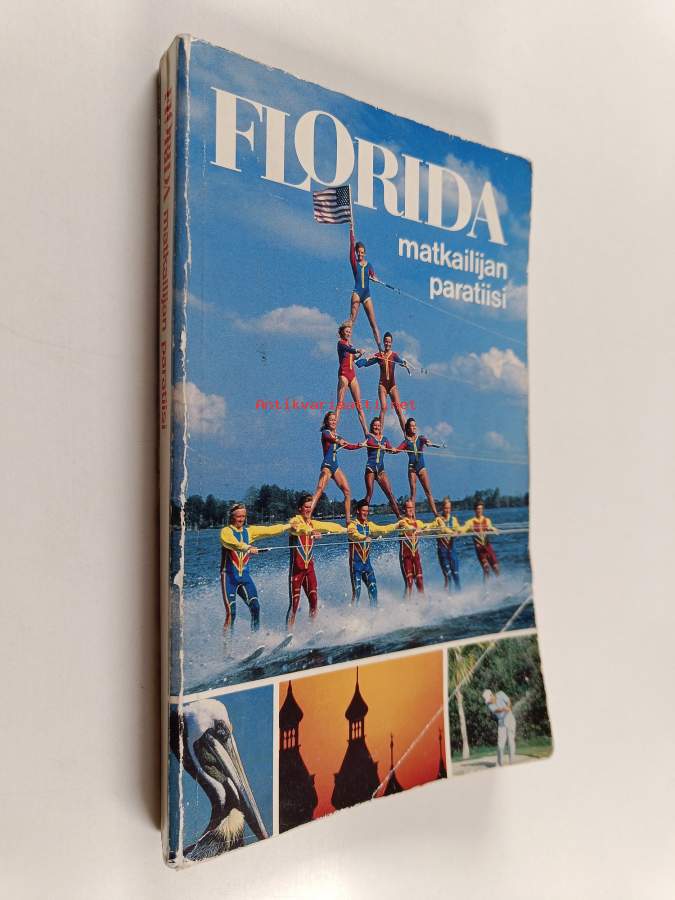 FLORIDA
matkailijan
paratiisi
FLORIDA matkailijan paratiisi
Antikvariaatti.net